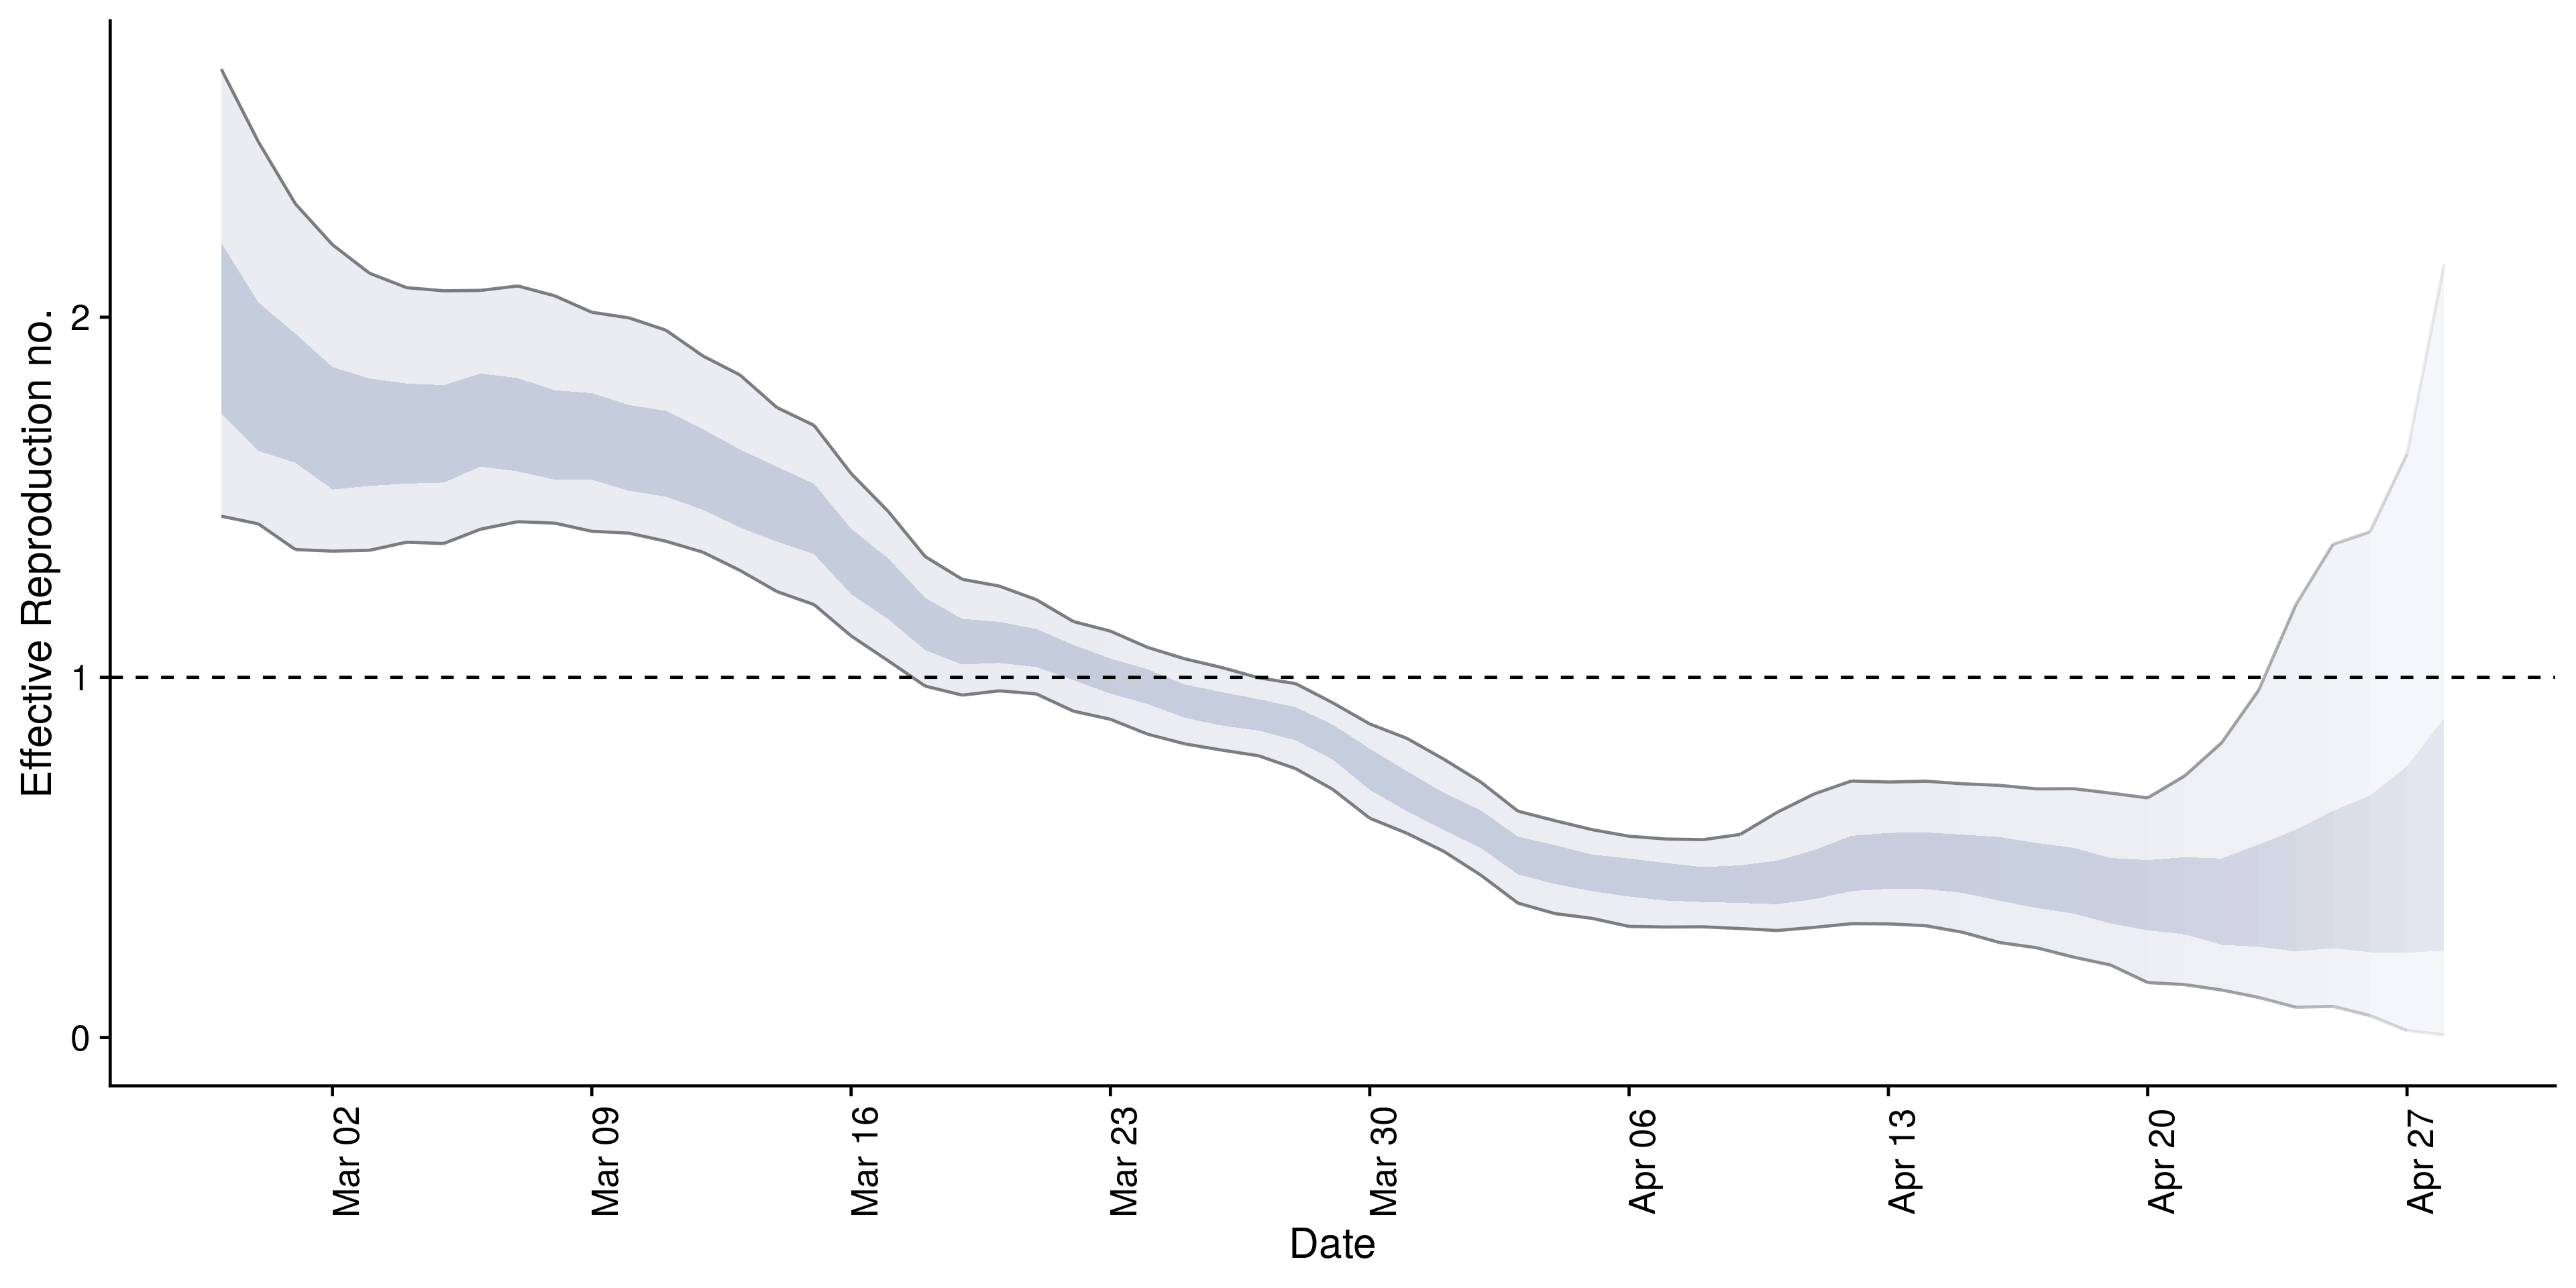 Effective Reproduction no.
2
1
0
Mar 02
Mar 09
Mar 16
Mar 23
Mar 30
Apr 06
Apr 13
Apr 20
Apr 27
Date